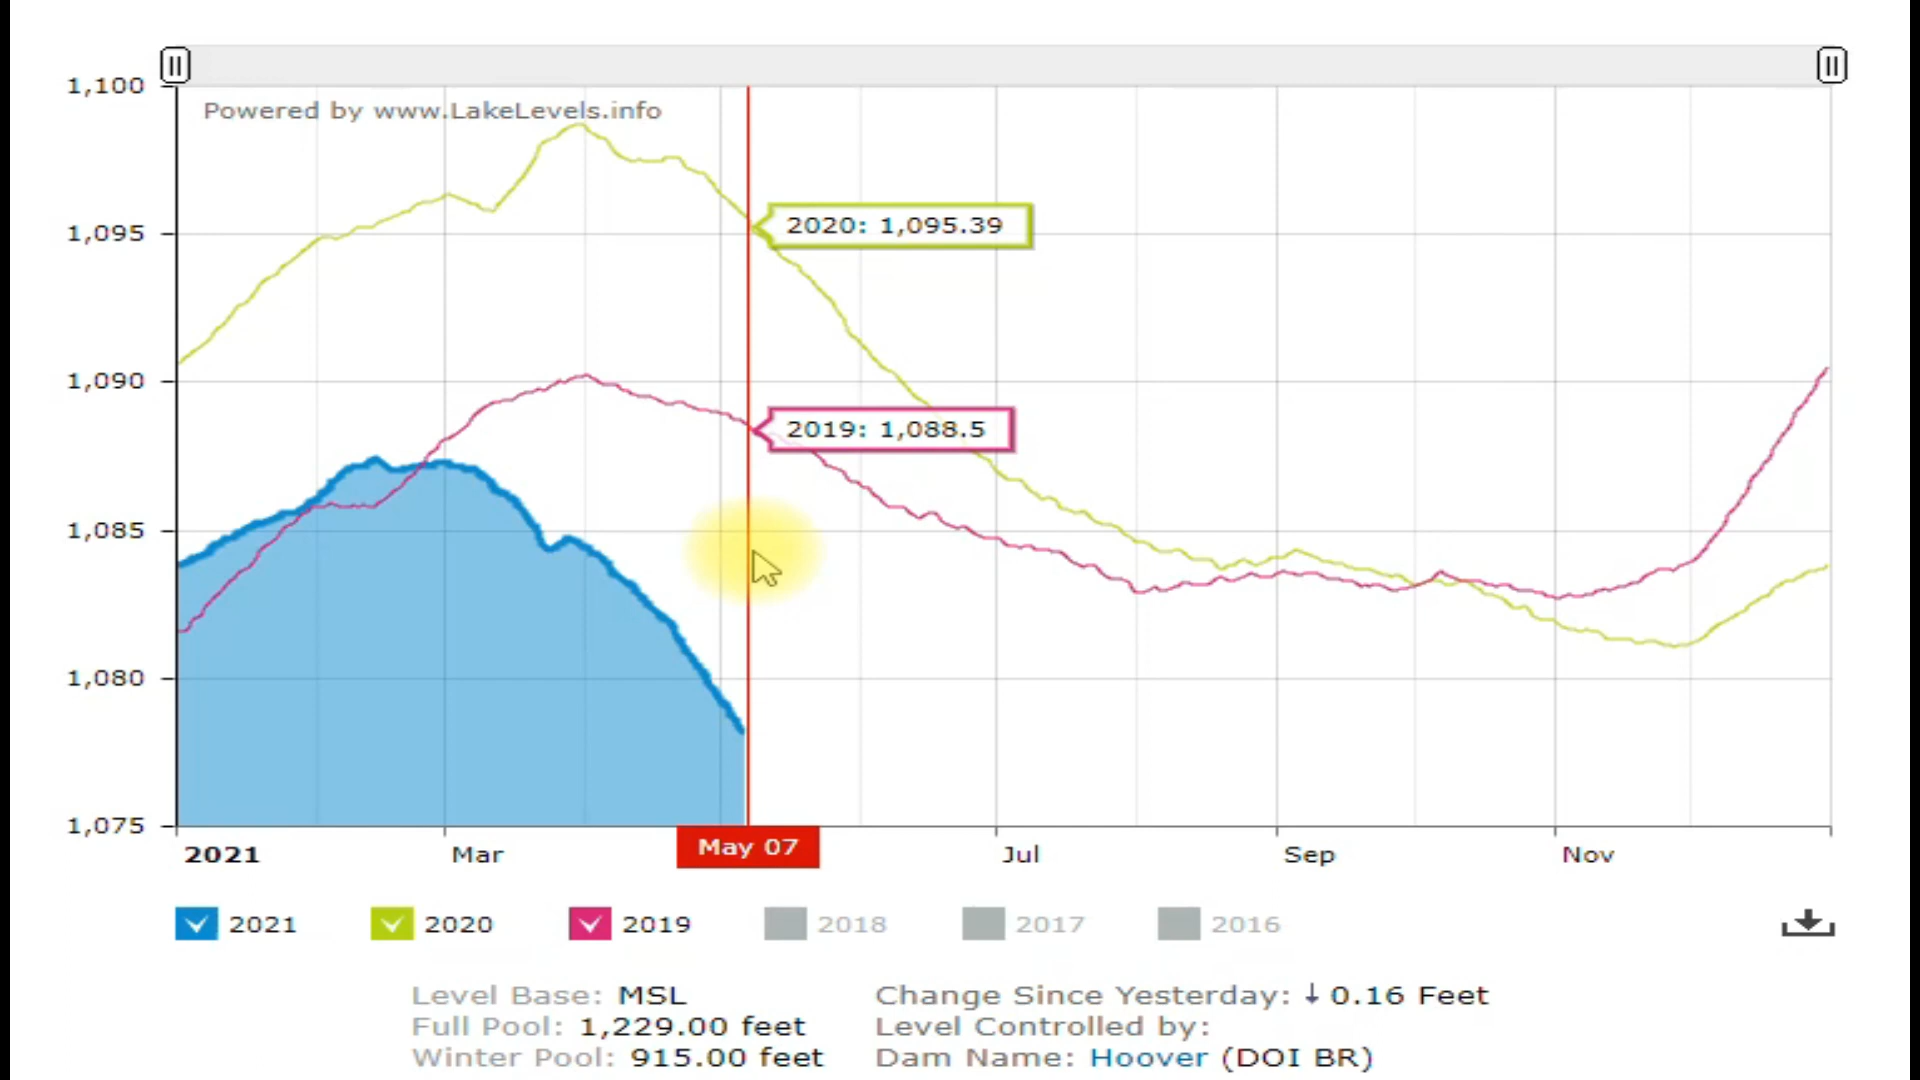 1,100
Powered by www.LakeLevels.info
1,095
2020: 1,095.39
1,090
2019: 1,088.5
1,085
1,080
1,075
2021 Mar May 07 Jul Sep Nov
2021 2020 2019 2018 2017 2016
Level Base: MSL
Full Pool: 1,229.00 feet
Winter Pool: 915.00 feet
Change Since Yesterday: ↓ 0.16 Feet
Level Controlled by:
Dam Name: Hoover (DOI BR)